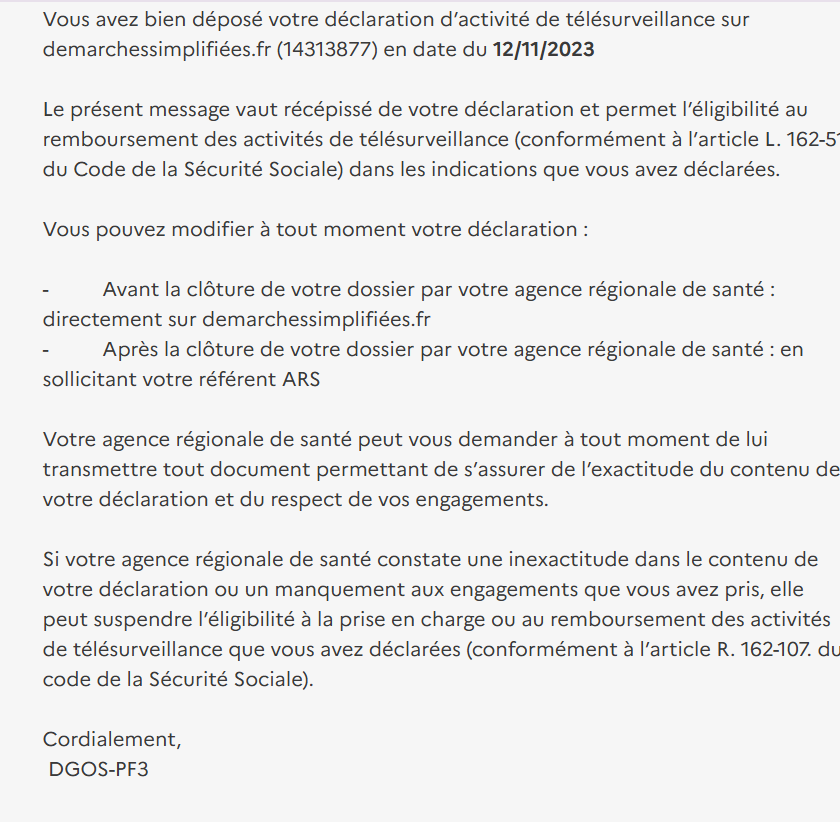 Vous avez bien déposé votre déclaration d’activité de télésurveillance sur
demarchessimplifiées.fr (14313877) en date du 12/11/2023
Le présent message vaut récépissé de votre déclaration et permet l’éligibilité au
remboursement des activités de télésurveillance (conformément à l’article L. 162-51
du Code de la Sécurité Sociale) dans les indications que vous avez déclarées.
Vous pouvez modifier à tout moment votre déclaration :
- Avant la clôture de votre dossier par votre agence régionale de santé :
directement sur demarchessimplifiées.fr
- Après la clôture de votre dossier par votre agence régionale de santé : en
sollicitant votre référent ARS
Votre agence régionale de santé peut vous demander à tout moment de lui
transmettre tout document permettant de s’assurer de l’exactitude du contenu de
votre déclaration et du respect de vos engagements.
Si votre agence régionale de santé constate une inexactitude dans le contenu de
votre déclaration ou un manquement aux engagements que vous avez pris, elle
peut suspendre l’éligibilité à la prise en charge ou au remboursement des activités
de télésurveillance que vous avez déclarées (conformément à l’article R. 162-107. du
code de la Sécurité Sociale).
Cordialement,
DGOS-PF3